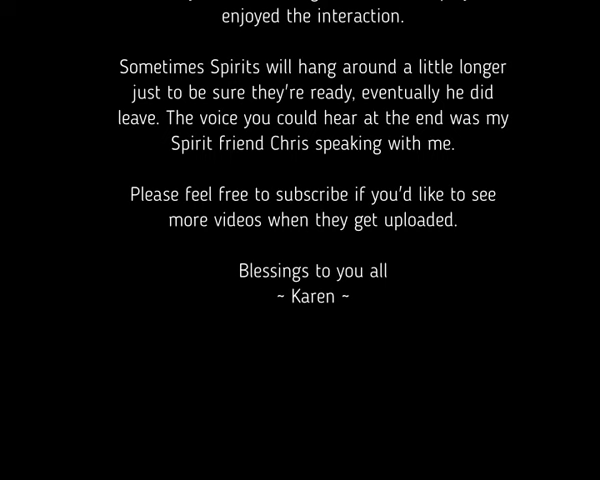 enjoyed the interaction.
Sometimes Spirits will hang around a little longer
just to be sure they're ready, eventually he did
leave. The voice you could hear at the end was my
Spirit friend Chris speaking with me.
Please feel free to subscribe if you'd like to see
more videos when they get uploaded.
Blessings to you all
~ Karen ~